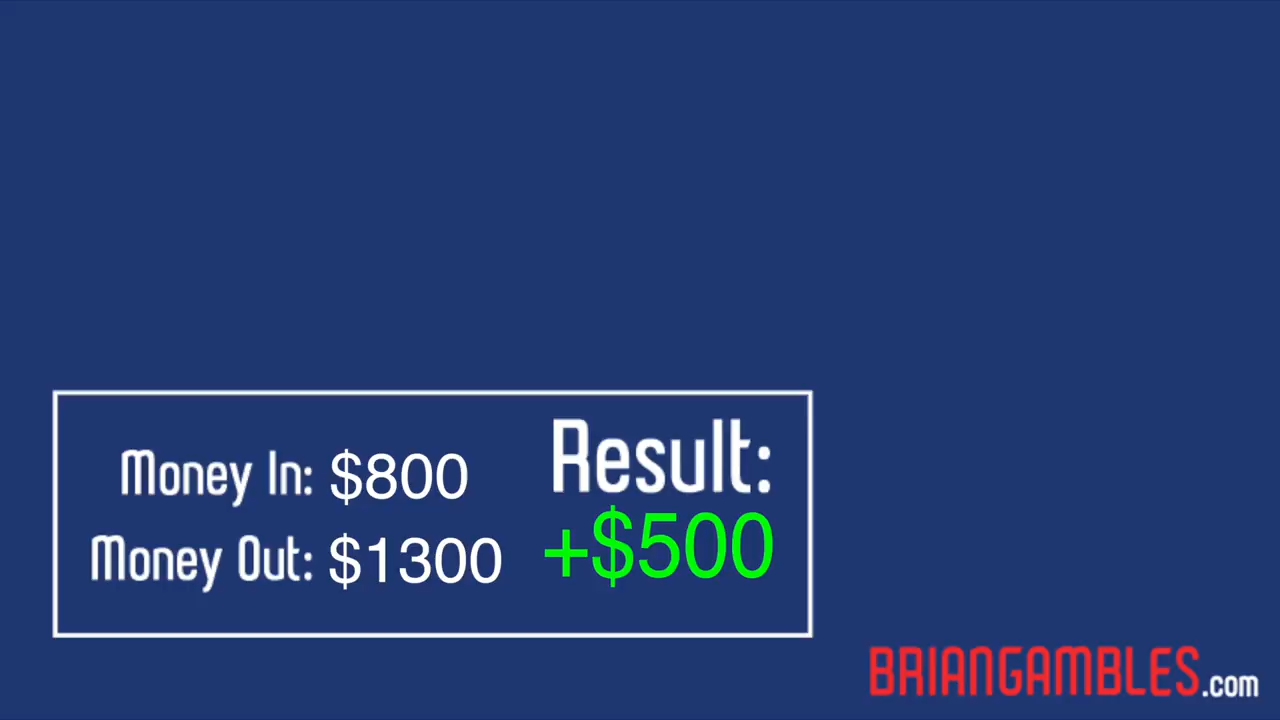 Money In: $800
Money Out: $1300
Result:
+$500
BRIANGAMBLES.com